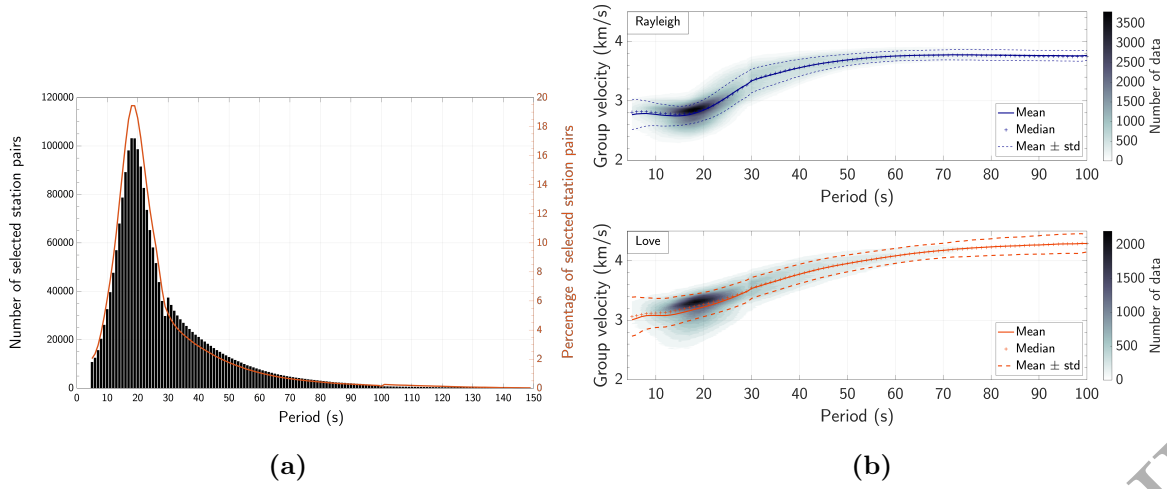 120000
100000
80000
60000
40000
20000
0
Number of selected station pairs
20
18
16
14
12
10
8
6
4
2
0
Percentage of selected station pairs
0 10 20 30 40 50 60 70 80 90 100 110 120 130 140 150
Period (s)
(a)
Rayleigh
Group velocity (km/s)
4
3
2
Mean
Median
Mean ± std
10 20 30 40 50 60 70 80 90 100
Period (s)
3500
3000
2500
2000
1500
1000
500
0
Number of data
Love
Group velocity (km/s)
4
3
2
Mean
Median
Mean ± std
10 20 30 40 50 60 70 80 90 100
Period (s)
2000
1500
1000
500
0
Number of data
(b)